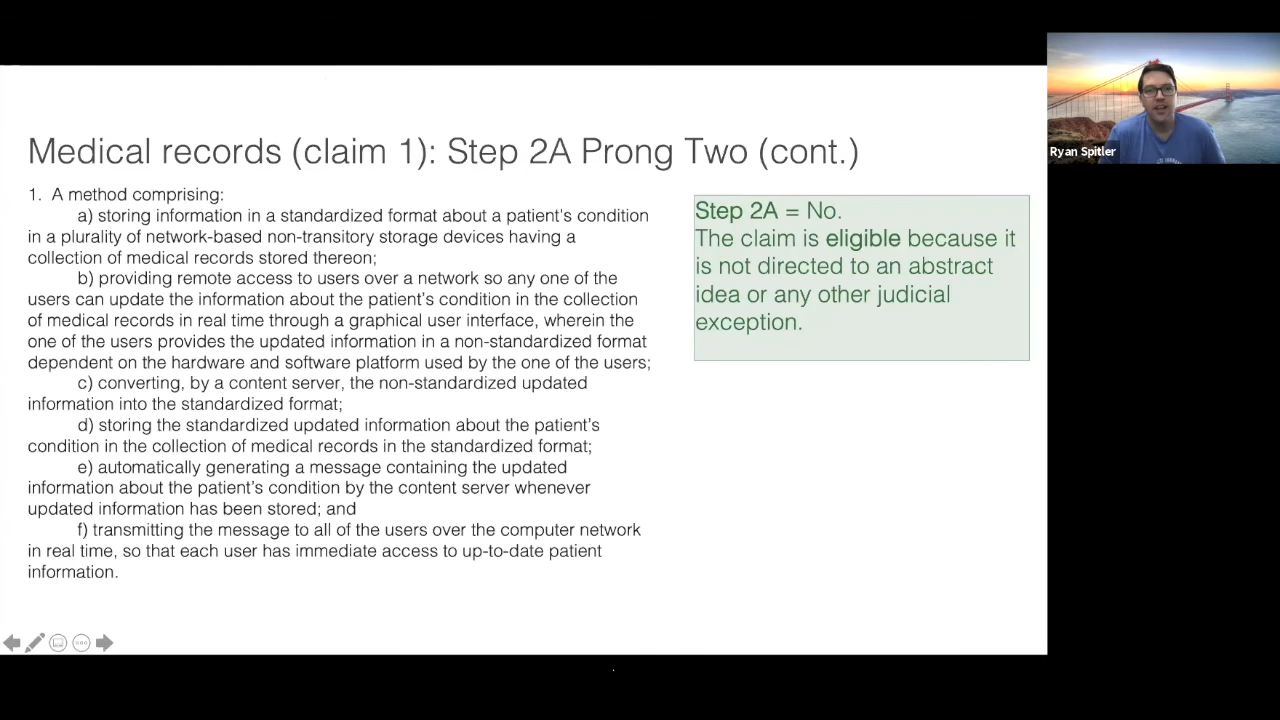 Medical records (claim 1): Step 2A Prong Two (cont.)
1. A method comprising:
a) storing information in a standardized format about a patient's condition
in a plurality of network-based non-transitory storage devices having a
collection of medical records stored thereon;
b) providing remote access to users over a network so any one of the
users can update the information about the patient’s condition in the collection
of medical records in real time through a graphical user interface, wherein the
one of the users provides the updated information in a non-standardized format
dependent on the hardware and software platform used by the one of the users;
c) converting, by a content server, the non-standardized updated
information into the standardized format;
d) storing the standardized updated information about the patient’s
condition in the collection of medical records in the standardized format;
e) automatically generating a message containing the updated
information about the patient’s condition by the content server whenever
updated information has been stored; and
f) transmitting the message to all of the users over the computer network
in real time, so that each user has immediate access to up-to-date patient
information.
Step 2A = No.
The claim is eligible because it
is not directed to an abstract
idea or any other judicial
exception.
Ryan Spitler